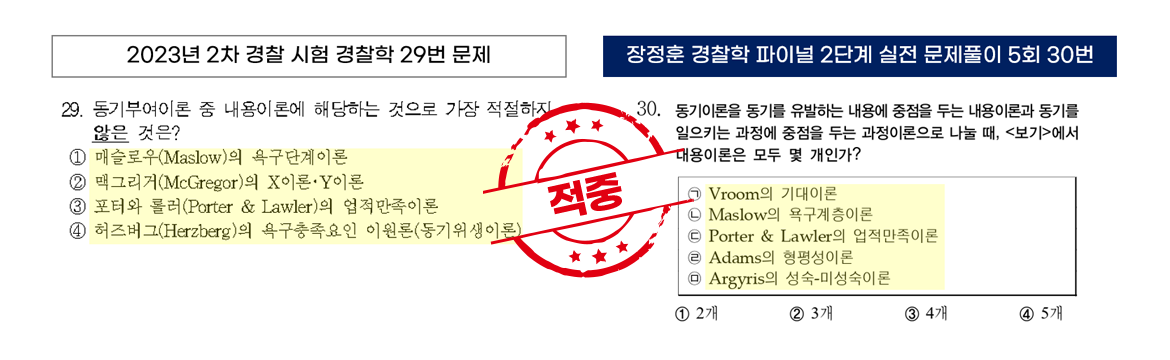 2023년 2차 경찰 시험 경찰학 29번 문제
29. 동기부여이론 중 내용이론에 해당하는 것으로 가장 적절하지
않은 것은?
① 매슬로우(Maslow)의 욕구단계이론
② 맥그리거(McGregor)의 X이론·Y이론
③ 포터와 롤러(Porter & Lawler)의 업적만족이론
④ 허즈버그(Herzberg)의 욕구충족요인 이원론(동기위생이론)
적중
장정훈 경찰학 파이널 2단계 실전 문제풀이 5회 30번
30. 동기이론을 동기를 유발하는 내용에 중점을 두는 내용이론과 동기를
일으키는 과정에 중점을 두는 과정이론으로 나눌 때, <보기>에서
내용이론은 모두 몇 개인가?
㉠ Vroom의 기대이론
㉡ Maslow의 욕구계층이론
㉢ Porter & Lawler의 업적만족이론
㉣ Adams의 형평성이론
㉤ Argyris의 성숙-미성숙이론
① 2개 ② 3개 ③ 4개 ④ 5개